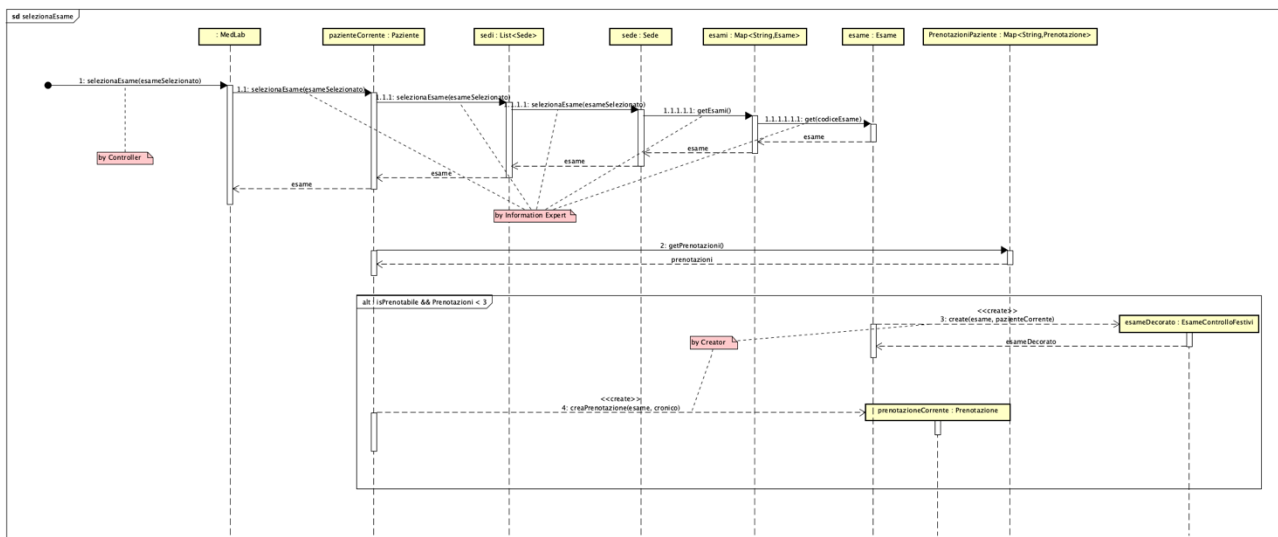 sd selezionaEsame
: MedLab
pazienteCorrente : Paziente
sedi : List<Sede>
sede : Sede
esami : Map<String,Esame>
esame : Esame
PrenotazioniPaziente : Map<String,Prenotazione>
1: selezionaEsame(esameSelezionato)
1.1: selezionaEsame(esameSelezionato)
1.1.1: selezionaEsame(esameSelezionato)
1.1.1.1: selezionaEsame(esameSelezionato)
1.1.1.1.1: getEsami()
1.1.1.1.1.1: get(codiceEsame)
esame
esame
esame
esame
esame
by Controller
by Information Expert
2: getPrenotazioni()
prenotazioni
alt isPrenotabile && Prenotazioni < 3
<<create>>
3: create(esame, pazienteCorrente)
esameDecorato : EsameControlloFestivi
esameDecorato
by Creator
<<create>>
4: creaPrenotazione(esame, cronico)
prenotazioneCorrente : Prenotazione